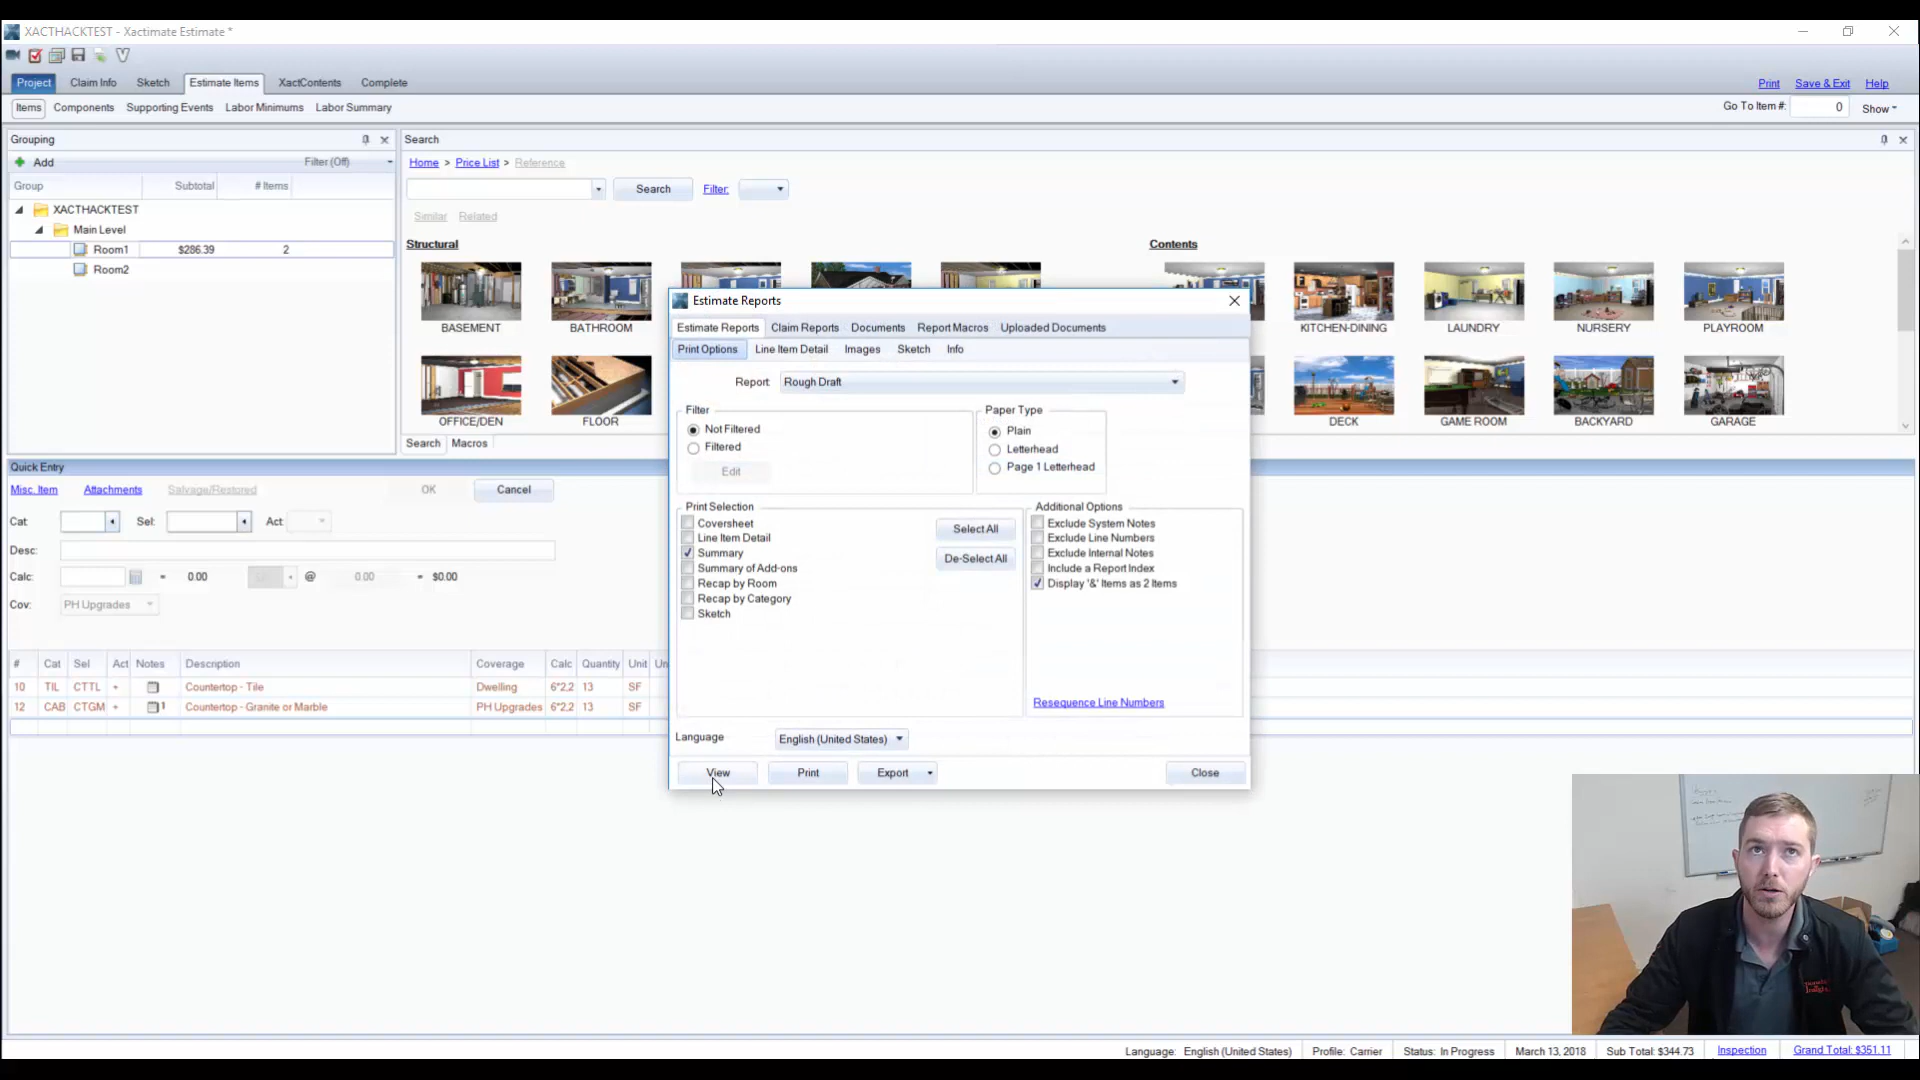 XACTHACKTEST - Xactimate Estimate *
Project Claim Info Sketch Estimate Items XactContents Complete
Print Save & Exit Help
Items Components Supporting Events Labor Minimums Labor Summary
Go To Item #: 0 Show
Grouping
Add Filter (Off)
Group Subtotal # Items
XACTHACKTEST
Main Level
Room1 $286.39 2
Room2
Search
Home > Price List > Reference
Search Filter:
Similar Related
Structural
Contents
BASEMENT BATHROOM
KITCHEN-DINING LAUNDRY NURSERY PLAYROOM
OFFICE/DEN FLOOR
DECK GAME ROOM BACKYARD GARAGE
Search Macros
Estimate Reports
Estimate Reports Claim Reports Documents Report Macros Uploaded Documents
Print Options Line Item Detail Images Sketch Info
Report Rough Draft
Filter
Not Filtered
Filtered
Edit
Paper Type
Plain
Letterhead
Page 1 Letterhead
Print Selection
Coversheet
Line Item Detail
Summary
Summary of Add-ons
Recap by Room
Recap by Category
Sketch
Select All
De-Select All
Additional Options
Exclude System Notes
Exclude Line Numbers
Exclude Internal Notes
Include a Report Index
Display '&' Items as 2 Items
Resequence Line Numbers
Language English (United States)
View Print Export Close
Quick Entry
Misc. Item Attachments Salvage/Restored OK Cancel
Cat: Sel: Act:
Desc:
Calc: = 0.00 @ 0.00 = $0.00
Cov: PH Upgrades
# Cat Sel Act Notes Description Coverage Calc Quantity Unit Un
10 TIL CTTL + Countertop - Tile Dwelling 6*2,2 13 SF
12 CAB CTGM + 1 Countertop - Granite or Marble PH Upgrades 6*2,2 13 SF
Language: English (United States) Profile: Carrier Status: In Progress March 13, 2018 Sub Total: $344.73 Inspection Grand Total: $351.11